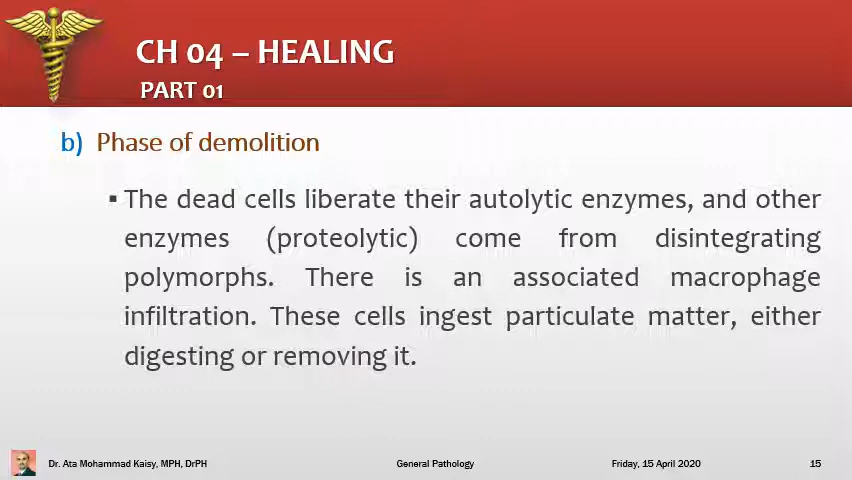 CH 04 – HEALING
PART 01
b) Phase of demolition
▪ The dead cells liberate their autolytic enzymes, and other
enzymes (proteolytic) come from disintegrating
polymorphs. There is an associated macrophage
infiltration. These cells ingest particulate matter, either
digesting or removing it.
Dr. Ata Mohammad Kaisy, MPH, DrPH General Pathology Friday, 15 April 2020 15